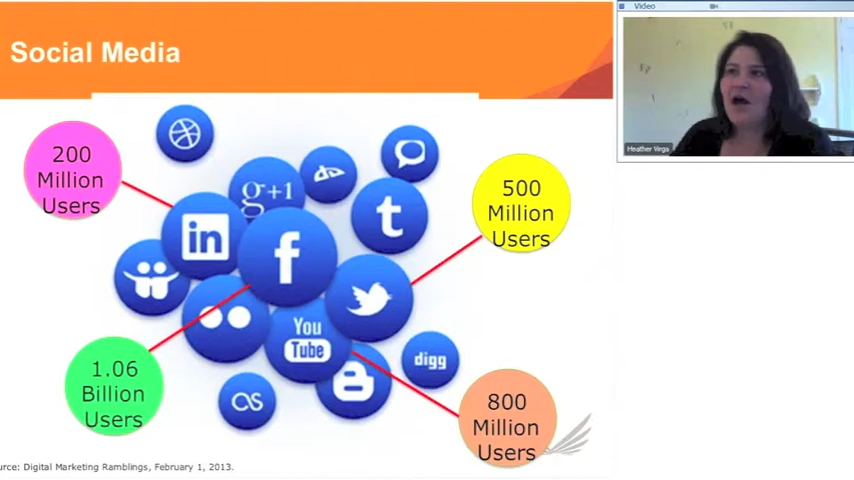 Social Media
Video
Heather Virga
200
Million
Users
g+1
t
500
Million
Users
in
f
You
Tube
digg
1.06
Billion
Users
800
Million
Users
urce: Digital Marketing Ramblings, February 1, 2013.